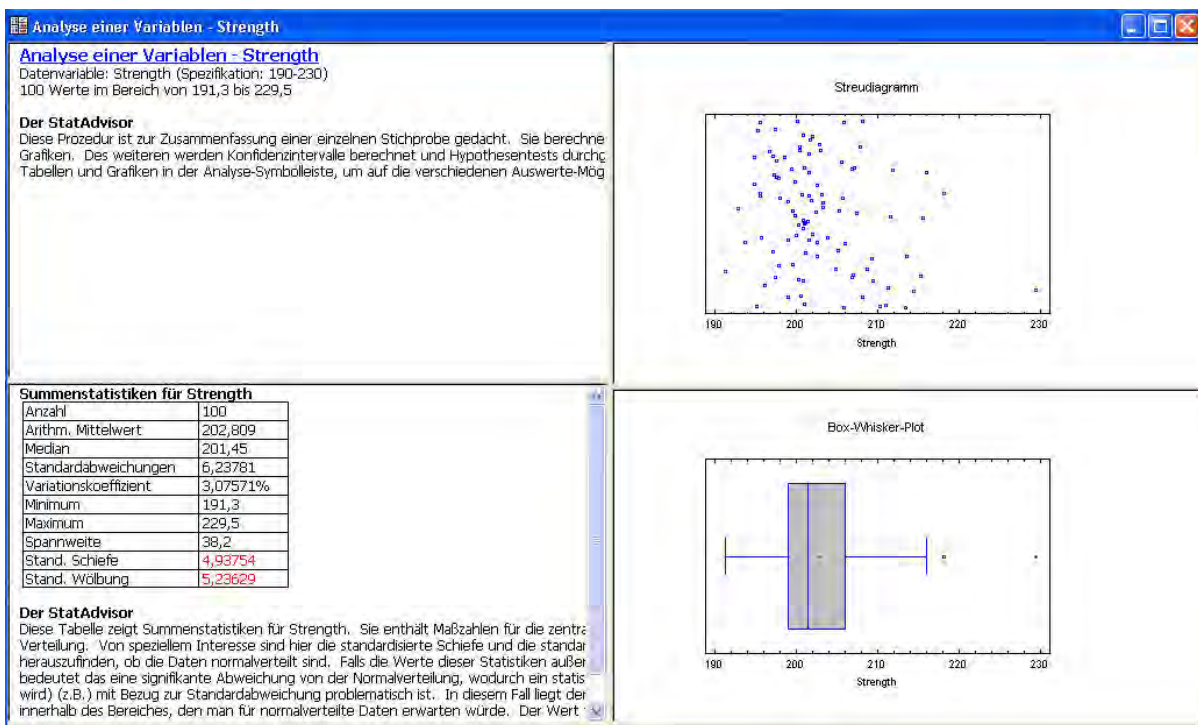 Analyse einer Variablen - Strength
Analyse einer Variablen - Strength
Datenvariable: Strength (Spezifikation: 190-230)
100 Werte im Bereich von 191,3 bis 229,5
Der StatAdvisor
Diese Prozedur ist zur Zusammenfassung einer einzelnen Stichprobe gedacht. Sie berechne
Grafiken. Des weiteren werden Konfidenzintervalle berechnet und Hypothesentests durchg
Tabellen und Grafiken in der Analyse-Symbolleiste, um auf die verschiedenen Auswerte-Mög
Streudiagramm
190 200 210 220 230
Strength
Summenstatistiken für Strength
Anzahl 100
Arithm. Mittelwert 202,809
Median 201,45
Standardabweichungen 6,23781
Variationskoeffizient 3,07571%
Minimum 191,3
Maximum 229,5
Spannweite 38,2
Stand. Schiefe 4,93754
Stand. Wölbung 5,23629
Der StatAdvisor
Diese Tabelle zeigt Summenstatistiken für Strength. Sie enthält Maßzahlen für die zentra
Verteilung. Von speziellem Interesse sind hier die standardisierte Schiefe und die standar
herauszufinden, ob die Daten normalverteilt sind. Falls die Werte dieser Statistiken außer
bedeutet das eine signifikante Abweichung von der Normalverteilung, wodurch ein statis
wird) (z.B.) mit Bezug zur Standardabweichung problematisch ist. In diesem Fall liegt der
innerhalb des Bereiches, den man für normalverteilte Daten erwarten würde. Der Wert
Box-Whisker-Plot
190 200 210 220 230
Strength